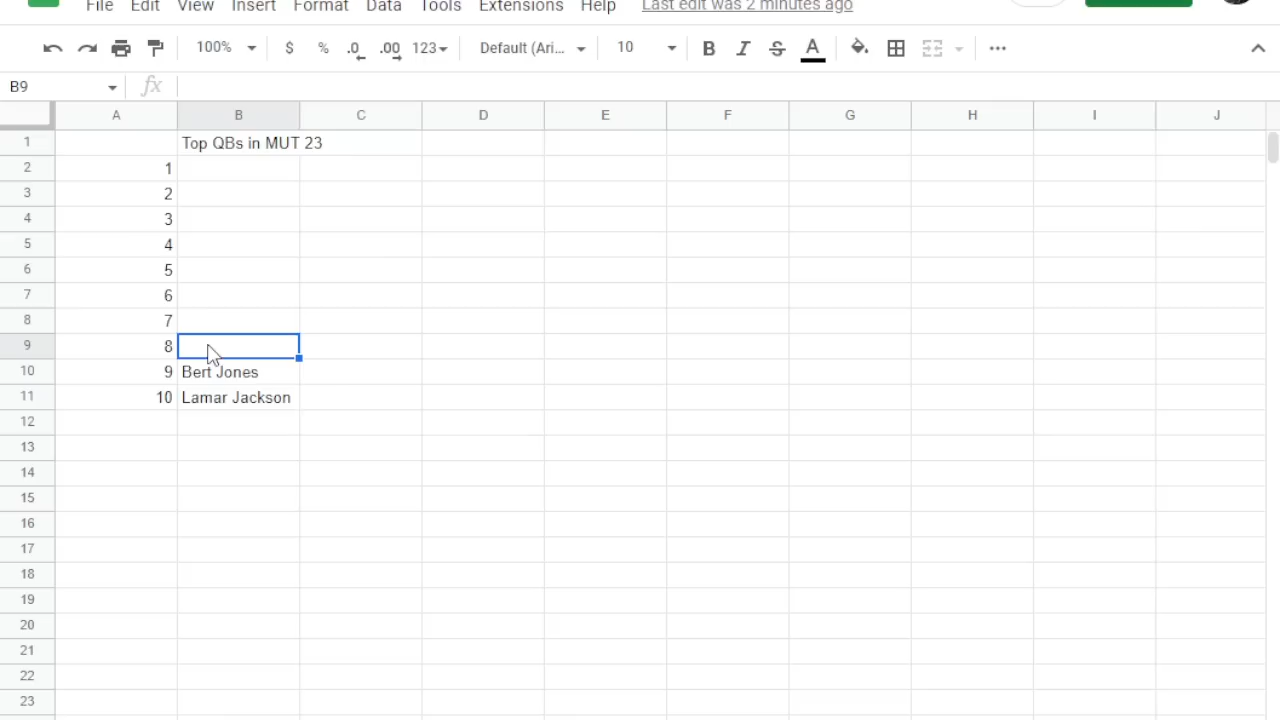 File Edit View Insert Format Data Tools Extensions Help Last edit was 2 minutes ago
100% $ % .0 .00 123 Default (Ari... 10 B I S A
B9 fx
A B C D E F G H I J
1 Top QBs in MUT 23
2 1
3 2
4 3
5 4
6 5
7 6
8 7
9 8
10 9 Bert Jones
11 10 Lamar Jackson
12
13
14
15
16
17
18
19
20
21
22
23